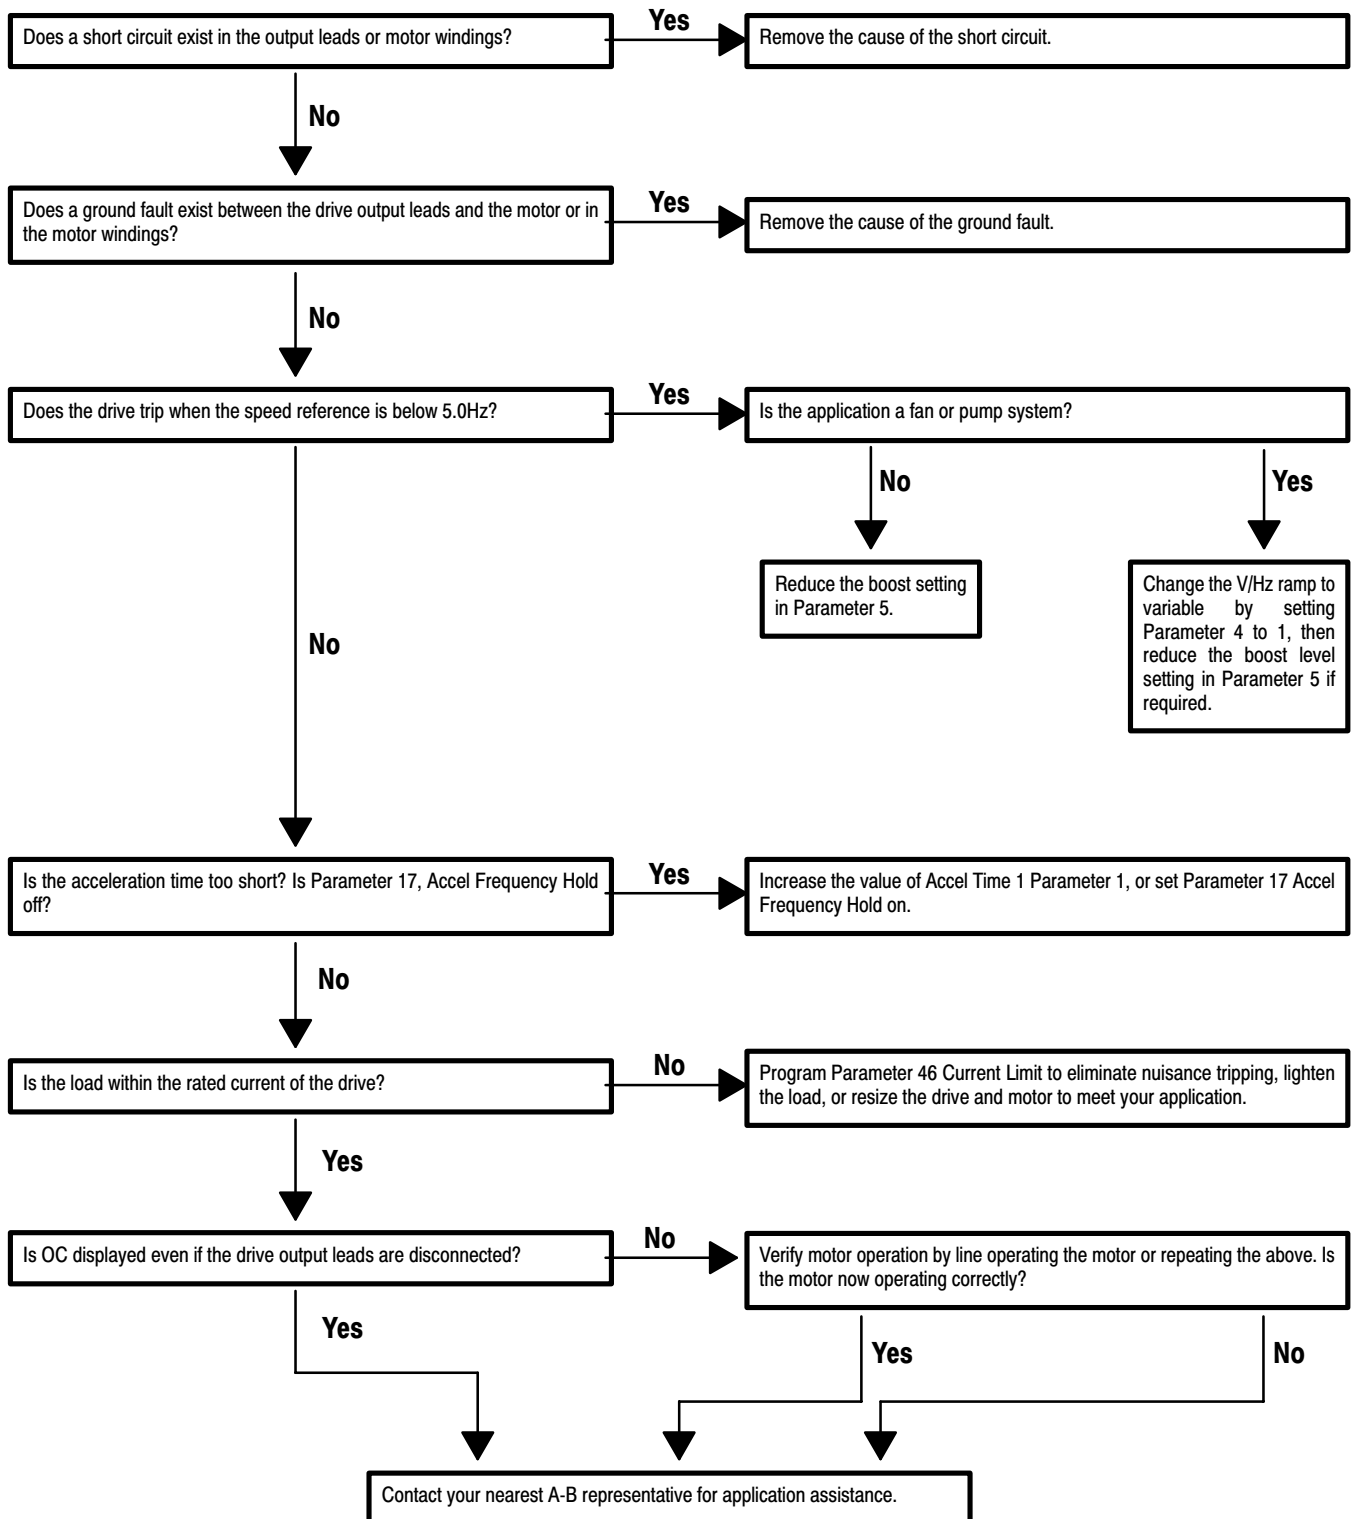 Does a short circuit exist in the output leads or motor windings?
Yes
Remove the cause of the short circuit.
No
Does a ground fault exist between the drive output leads and the motor or in
the motor windings?
Yes
Remove the cause of the ground fault.
No
Does the drive trip when the speed reference is below 5.0Hz?
Yes
Is the application a fan or pump system?
No
Yes
Reduce the boost setting
in Parameter 5.
Change the V/Hz ramp to
variable by setting
Parameter 4 to 1, then
reduce the boost level
setting in Parameter 5 if
required.
No
Is the acceleration time too short? Is Parameter 17, Accel Frequency Hold
off?
Yes
Increase the value of Accel Time 1 Parameter 1, or set Parameter 17 Accel
Frequency Hold on.
No
Is the load within the rated current of the drive?
No
Program Parameter 46 Current Limit to eliminate nuisance tripping, lighten
the load, or resize the drive and motor to meet your application.
Yes
Is OC displayed even if the drive output leads are disconnected?
No
Verify motor operation by line operating the motor or repeating the above. Is
the motor now operating correctly?
Yes
Yes
No
Contact your nearest A-B representative for application assistance.